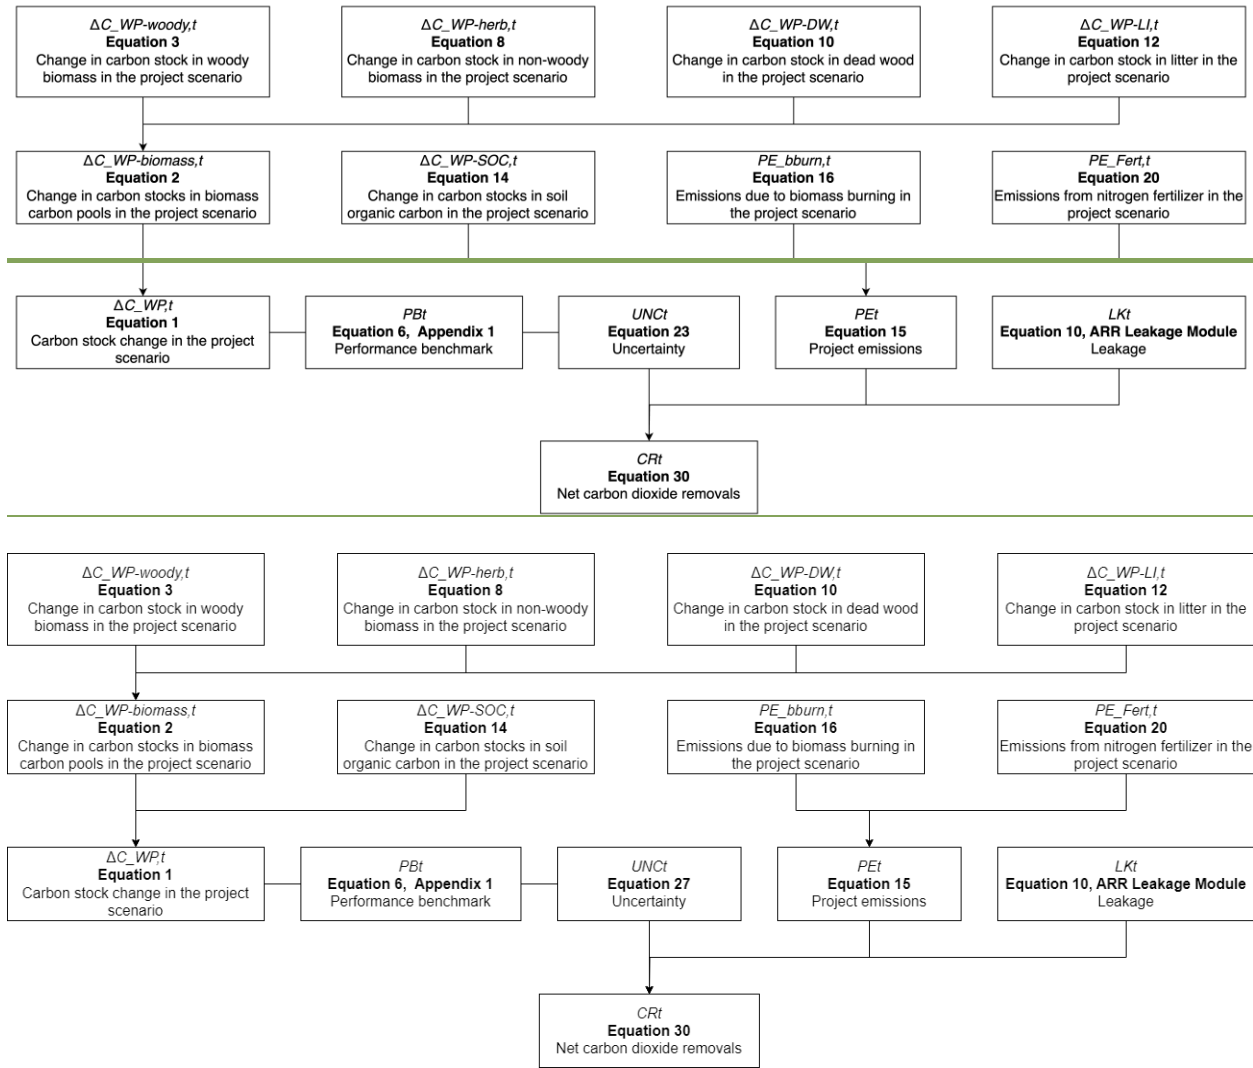 ΔC_WP-woody,t
Equation 3
Change in carbon stock in woody
biomass in the project scenario
ΔC_WP-herb,t
Equation 8
Change in carbon stock in non-woody
biomass in the project scenario
ΔC_WP-DW,t
Equation 10
Change in carbon stock in dead wood
in the project scenario
ΔC_WP-LI,t
Equation 12
Change in carbon stock in litter in the
project scenario
ΔC_WP-biomass,t
Equation 2
Change in carbon stocks in biomass
carbon pools in the project scenario
ΔC_WP-SOC,t
Equation 14
Change in carbon stocks in soil
organic carbon in the project scenario
PE_bburn,t
Equation 16
Emissions due to biomass burning in
the project scenario
PE_Fert,t
Equation 20
Emissions from nitrogen fertilizer in the
project scenario
ΔC_WP,t
Equation 1
Carbon stock change in the project
scenario
PBt
Equation 6, Appendix 1
Performance benchmark
UNCt
Equation 23
Uncertainty
PEt
Equation 15
Project emissions
LKt
Equation 10, ARR Leakage Module
Leakage
CRt
Equation 30
Net carbon dioxide removals
ΔC_WP-woody,t
Equation 3
Change in carbon stock in woody
biomass in the project scenario
ΔC_WP-herb,t
Equation 8
Change in carbon stock in non-woody
biomass in the project scenario
ΔC_WP-DW,t
Equation 10
Change in carbon stock in dead wood
in the project scenario
ΔC_WP-LI,t
Equation 12
Change in carbon stock in litter in the
project scenario
ΔC_WP-biomass,t
Equation 2
Change in carbon stocks in biomass
carbon pools in the project scenario
ΔC_WP-SOC,t
Equation 14
Change in carbon stocks in soil
organic carbon in the project scenario
PE_bburn,t
Equation 16
Emissions due to biomass burning in
the project scenario
PE_Fert,t
Equation 20
Emissions from nitrogen fertilizer in the
project scenario
ΔC_WP,t
Equation 1
Carbon stock change in the project
scenario
PBt
Equation 6, Appendix 1
Performance benchmark
UNCt
Equation 27
Uncertainty
PEt
Equation 15
Project emissions
LKt
Equation 10, ARR Leakage Module
Leakage
CRt
Equation 30
Net carbon dioxide removals